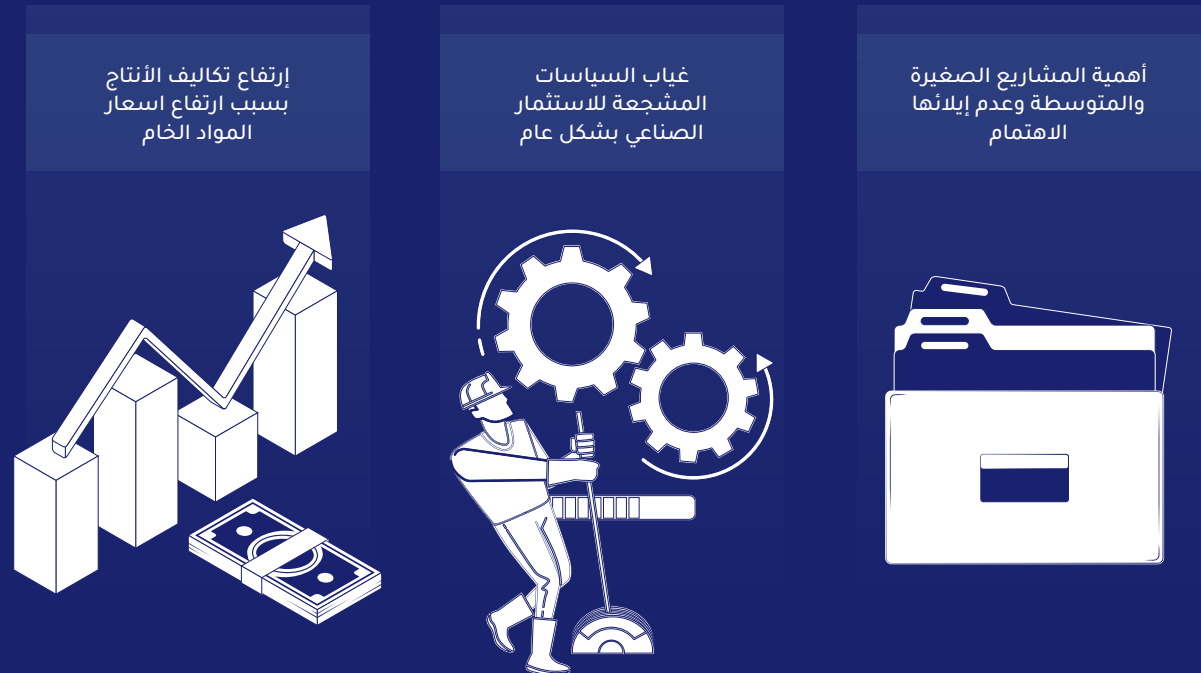 أهمية المشاريع الصغيرة
والمتوسطة وعدم إيلائها
الاهتمام
غياب السياسات
المشجعة للاستثمار
الصناعي بشكل عام
إرتفاع تكاليف الأنتاج
بسبب ارتفاع اسعار
المواد الخام